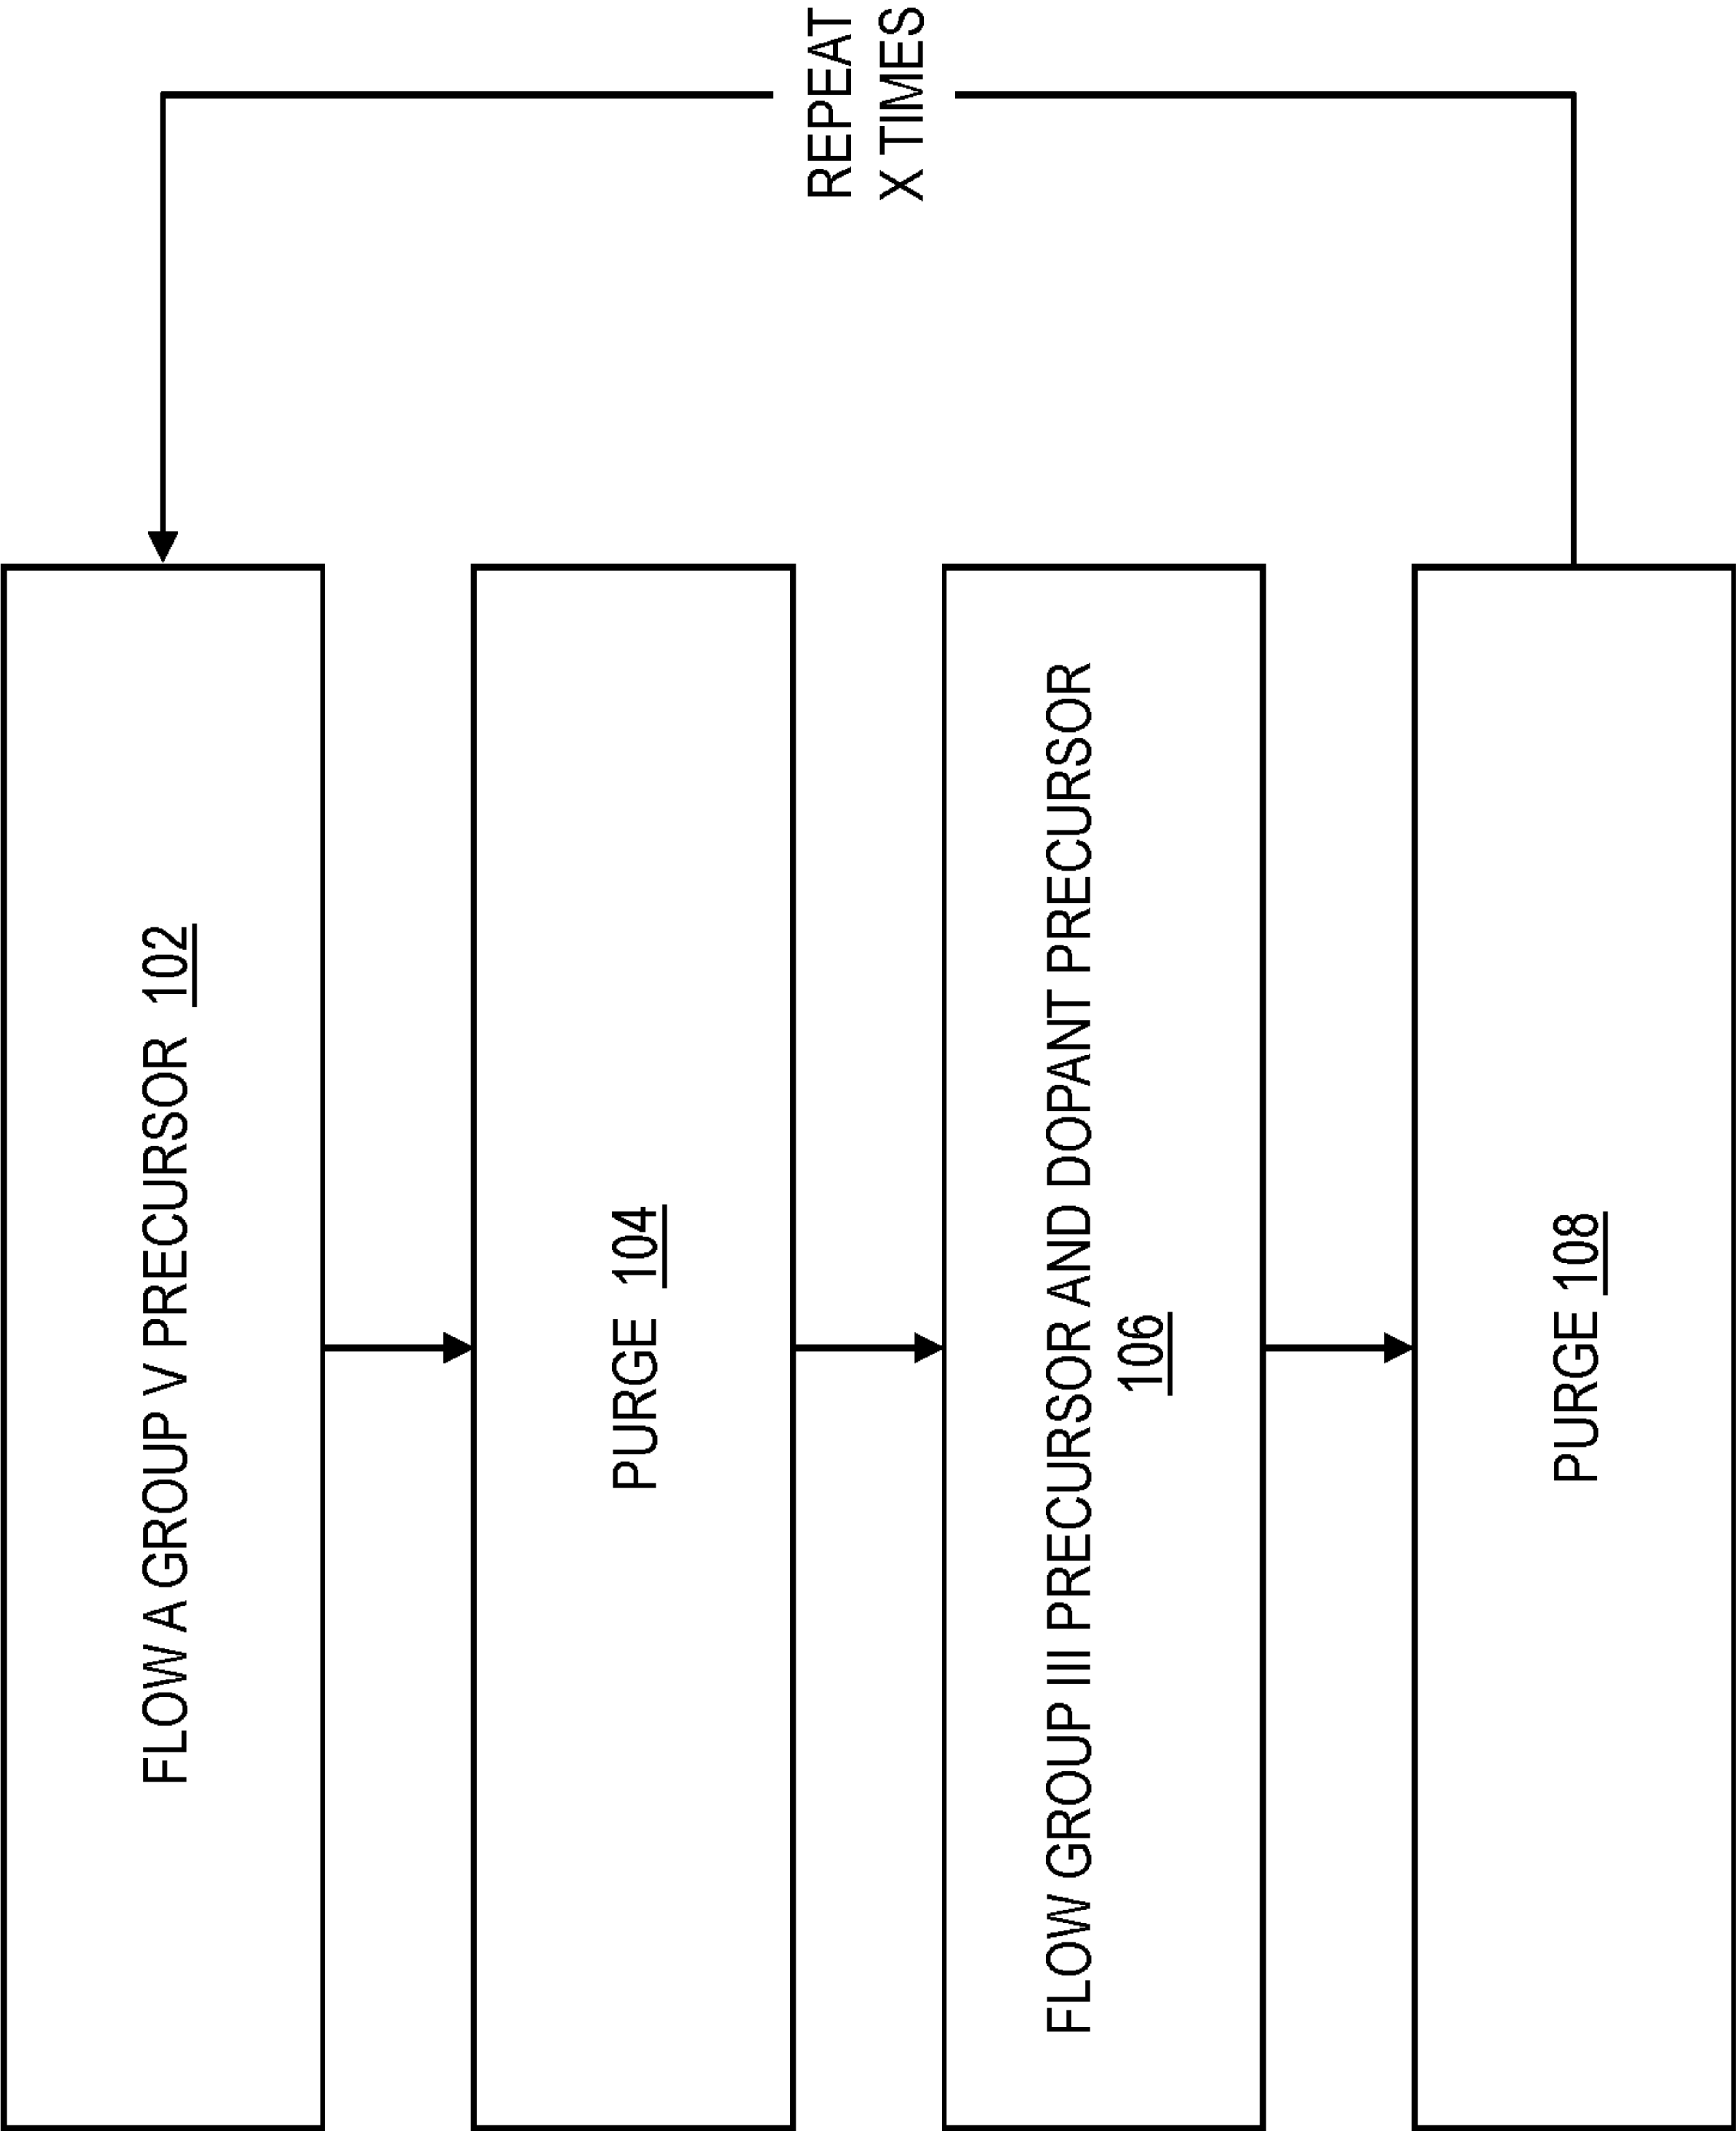 FLOW A GROUP V PRECURSOR 102
PURGE 104
FLOW GROUP III PRECURSOR AND DOPANT PRECURSOR
106
PURGE 108
REPEAT
X TIMES